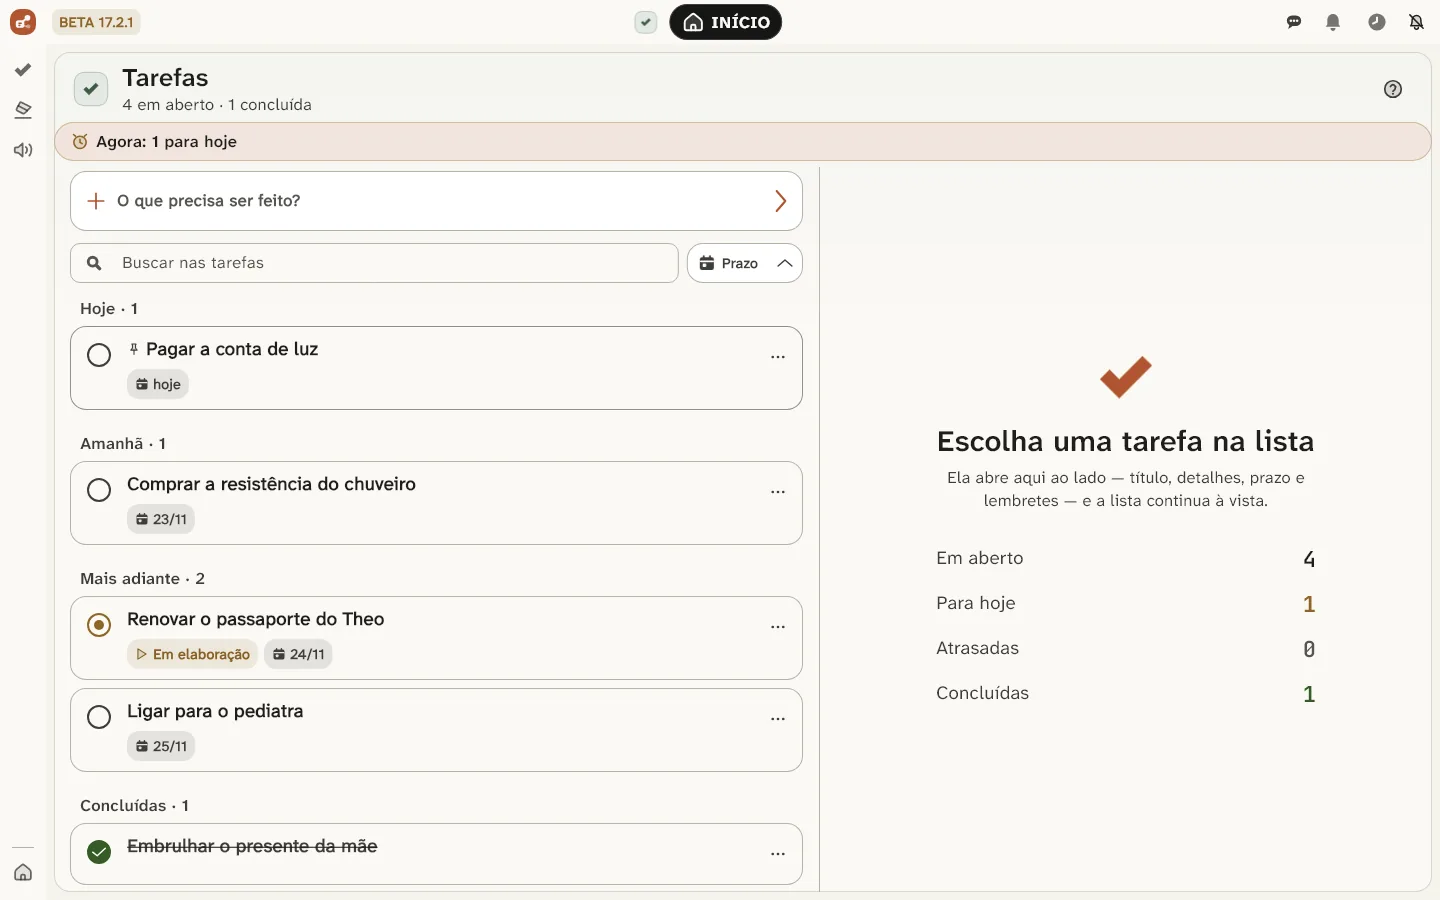 BETA 17.2.1
INÍCIO
Tarefas
4 em aberto · 1 concluída
Agora: 1 para hoje
O que precisa ser feito?
Buscar nas tarefas
Prazo
Hoje · 1
Pagar a conta de luz
hoje
Amanhã · 1
Comprar a resistência do chuveiro
23/11
Mais adiante · 2
Renovar o passaporte do Theo
Em elaboração
24/11
Ligar para o pediatra
25/11
Concluídas · 1
Embrulhar o presente da mãe
Escolha uma tarefa na lista
Ela abre aqui ao lado — título, detalhes, prazo e
lembretes — e a lista continua à vista.
Em aberto 4
Para hoje 1
Atrasadas 0
Concluídas 1